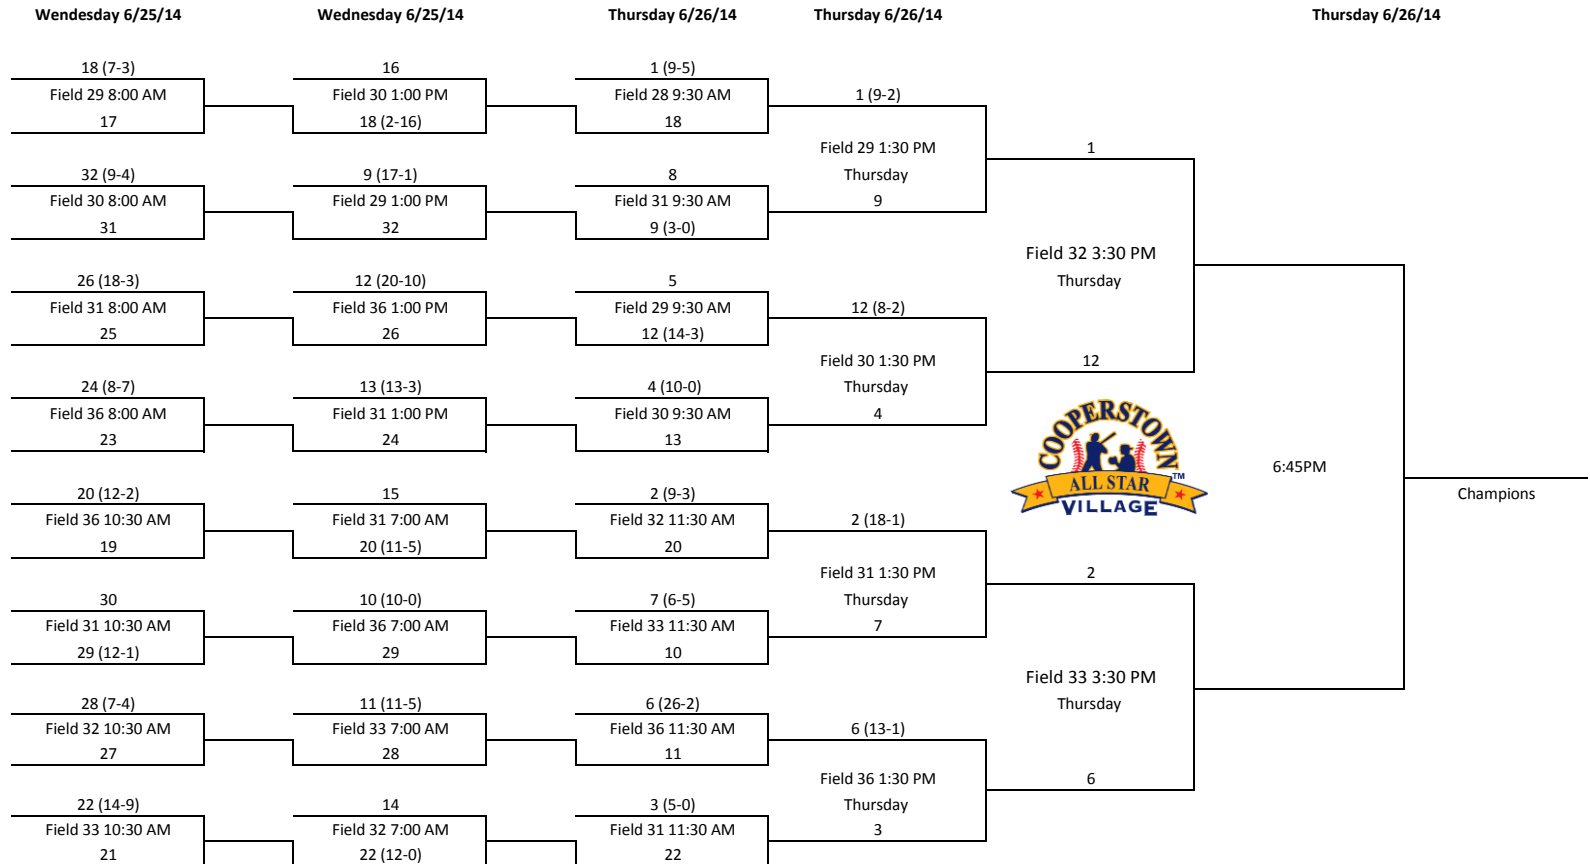 Wendesday 6/25/14
Wednesday 6/25/14
Thursday 6/26/14
Thursday 6/26/14
Thursday 6/26/14
18 (7-3)
Field 29 8:00 AM
17
32 (9-4)
Field 30 8:00 AM
31
26 (18-3)
Field 31 8:00 AM
25
24 (8-7)
Field 36 8:00 AM
23
20 (12-2)
Field 36 10:30 AM
19
30
Field 31 10:30 AM
29 (12-1)
28 (7-4)
Field 32 10:30 AM
27
22 (14-9)
Field 33 10:30 AM
21
16
Field 30 1:00 PM
18 (2-16)
9 (17-1)
Field 29 1:00 PM
32
12 (20-10)
Field 36 1:00 PM
26
13 (13-3)
Field 31 1:00 PM
24
15
Field 31 7:00 AM
20 (11-5)
10 (10-0)
Field 36 7:00 AM
29
11 (11-5)
Field 33 7:00 AM
28
14
Field 32 7:00 AM
22 (12-0)
1 (9-5)
Field 28 9:30 AM
18
8
Field 31 9:30 AM
9 (3-0)
5
Field 29 9:30 AM
12 (14-3)
4 (10-0)
Field 30 9:30 AM
13
2 (9-3)
Field 32 11:30 AM
20
7 (6-5)
Field 33 11:30 AM
10
6 (26-2)
Field 36 11:30 AM
11
3 (5-0)
Field 31 11:30 AM
22
1 (9-2)
Field 29 1:30 PM
Thursday
9
12 (8-2)
Field 30 1:30 PM
Thursday
4
2 (18-1)
Field 31 1:30 PM
Thursday
7
6 (13-1)
Field 36 1:30 PM
Thursday
3
1
Field 32 3:30 PM
Thursday
12
COOPERSTOWN
ALL STAR
VILLAGE
TM
2
Field 33 3:30 PM
Thursday
6
6:45PM
Champions